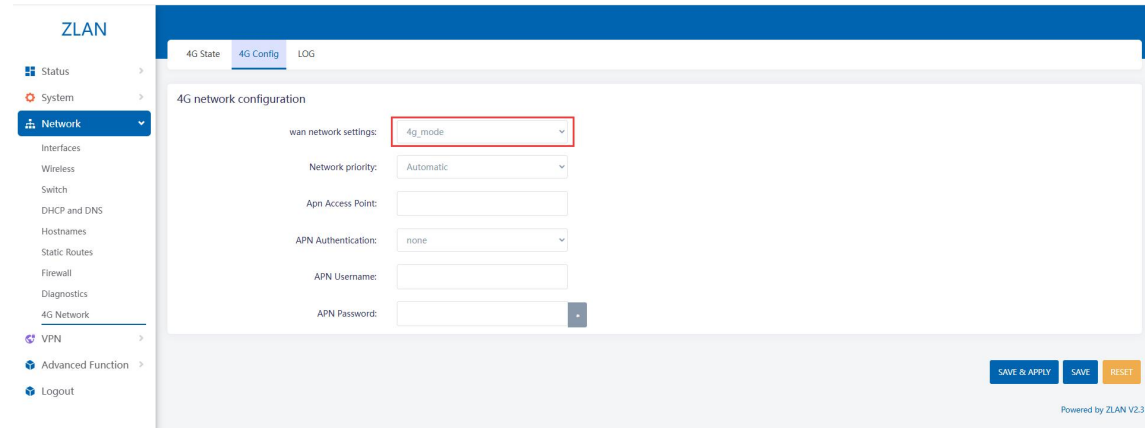 ZLAN
Status
System
Network
Interfaces
Wireless
Switch
DHCP and DNS
Hostnames
Static Routes
Firewall
Diagnostics
4G Network
VPN
Advanced Function
Logout
4G State 4G Config LOG
4G network configuration
wan network settings: 4g_mode
Network priority: Automatic
Apn Access Point:
APN Authentication: none
APN Username:
APN Password: *
SAVE & APPLY SAVE RESET
Powered by ZLAN V2.3